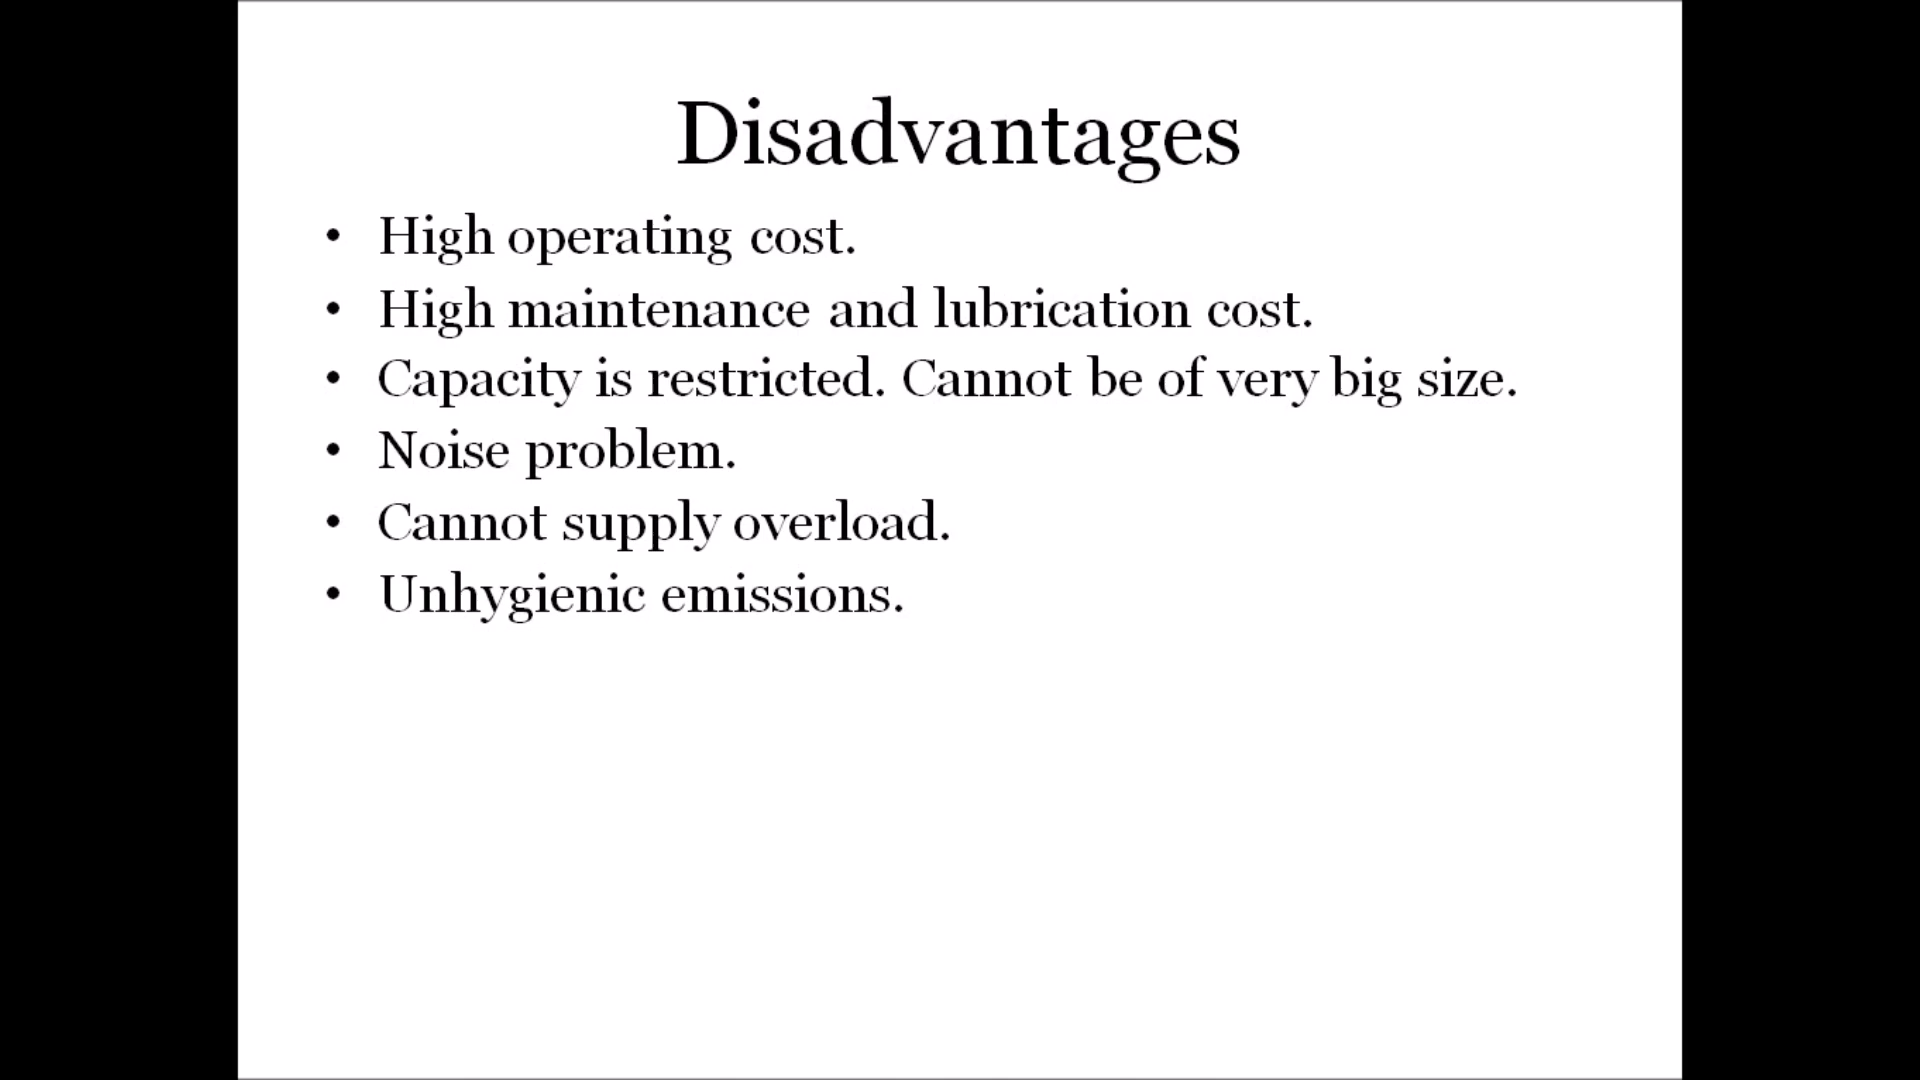 Disadvantages
• High operating cost.
• High maintenance and lubrication cost.
• Capacity is restricted. Cannot be of very big size.
• Noise problem.
• Cannot supply overload.
• Unhygienic emissions.